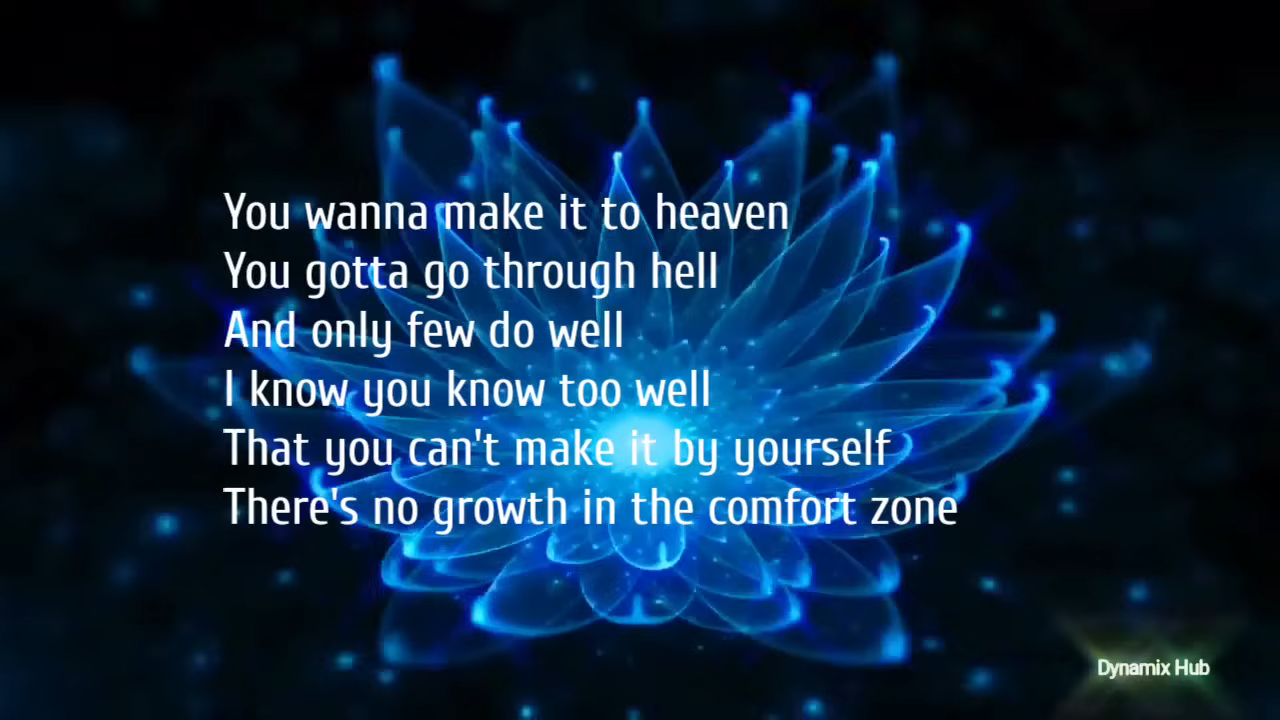 You wanna make it to heaven
You gotta go through hell
And only few do well
I know you know too well
That you can't make it by yourself
There's no growth in the comfort zone
Dynamix Hub